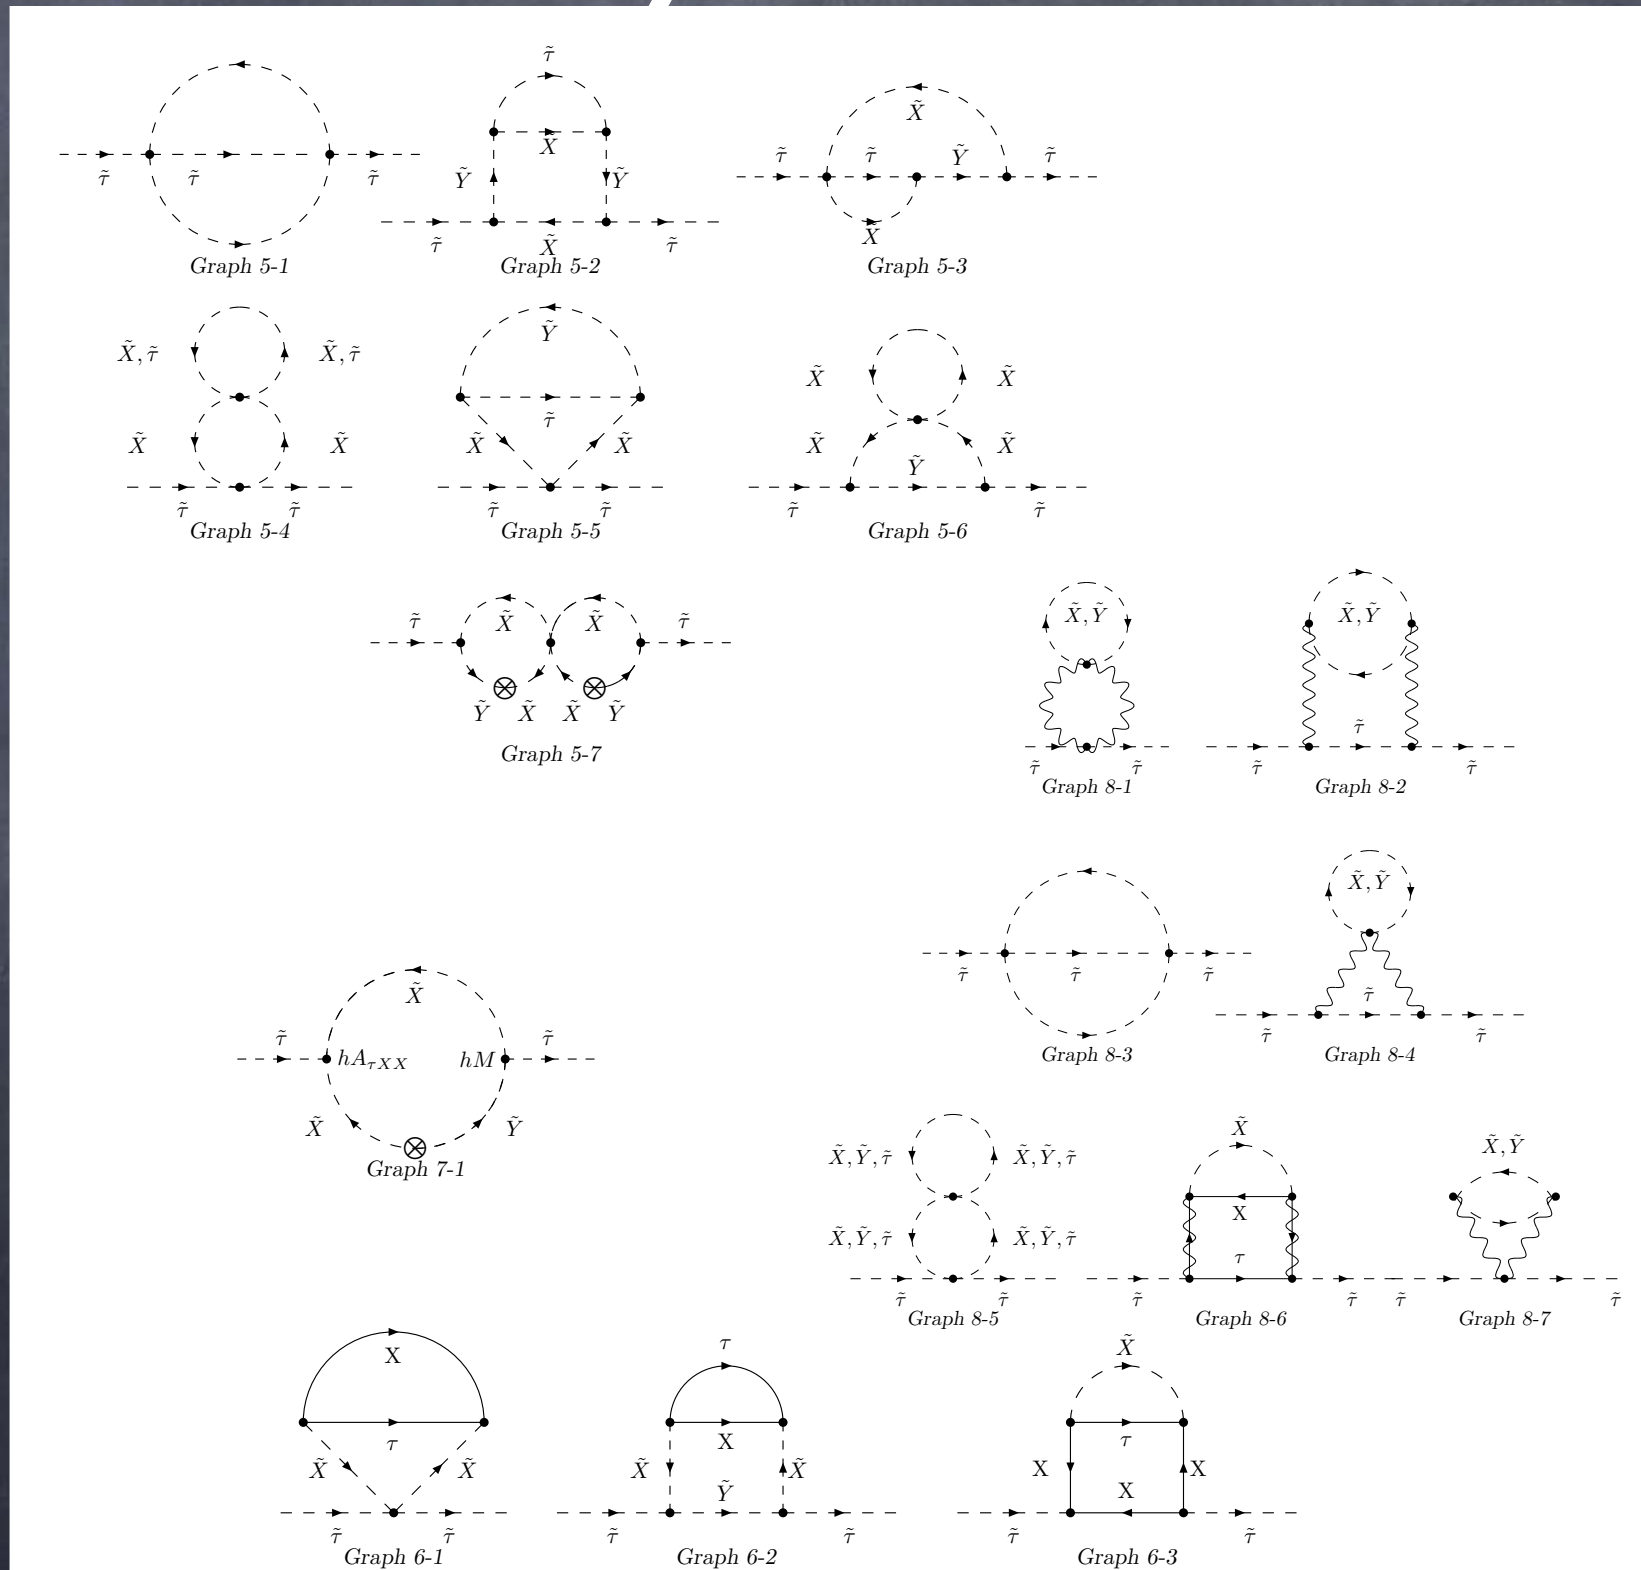 τ̃
X̃
τ̃ τ̃ τ̃
Graph 5-1
τ̃
X̃
Ỹ Ỹ
τ̃ X̃ τ̃
Graph 5-2
X̃
τ̃ τ̃ Ỹ τ̃
X̃
Graph 5-3
X̃, τ̃ X̃, τ̃
X̃ X̃
τ̃ τ̃
Graph 5-4
Ỹ
τ̃
X̃ X̃
τ̃ τ̃
Graph 5-5
X̃ X̃
X̃ X̃
Ỹ
τ̃ τ̃
Graph 5-6
τ̃ X̃ X̃ τ̃
Ỹ X̃ X̃ Ỹ
Graph 5-7
X̃, Ỹ
τ̃ τ̃
Graph 8-1
X̃, Ỹ
τ̃
τ̃ τ̃
Graph 8-2
τ̃ τ̃ τ̃
Graph 8-3
X̃, Ỹ
τ̃
τ̃ τ̃
Graph 8-4
X̃
τ̃ hA_{τXX} hM τ̃
X̃ Ỹ
Graph 7-1
X̃, Ỹ, τ̃ X̃, Ỹ, τ̃
X̃, Ỹ, τ̃ X̃, Ỹ, τ̃
τ̃ τ̃
Graph 8-5
X̃
X
τ
τ̃ τ̃
Graph 8-6
X̃, Ỹ
τ̃ τ̃
Graph 8-7
X
τ
X̃ X̃
τ̃ τ̃
Graph 6-1
τ
X
X̃ X̃
Ỹ
τ̃ τ̃
Graph 6-2
X̃
τ
X X
X
τ̃ τ̃
Graph 6-3